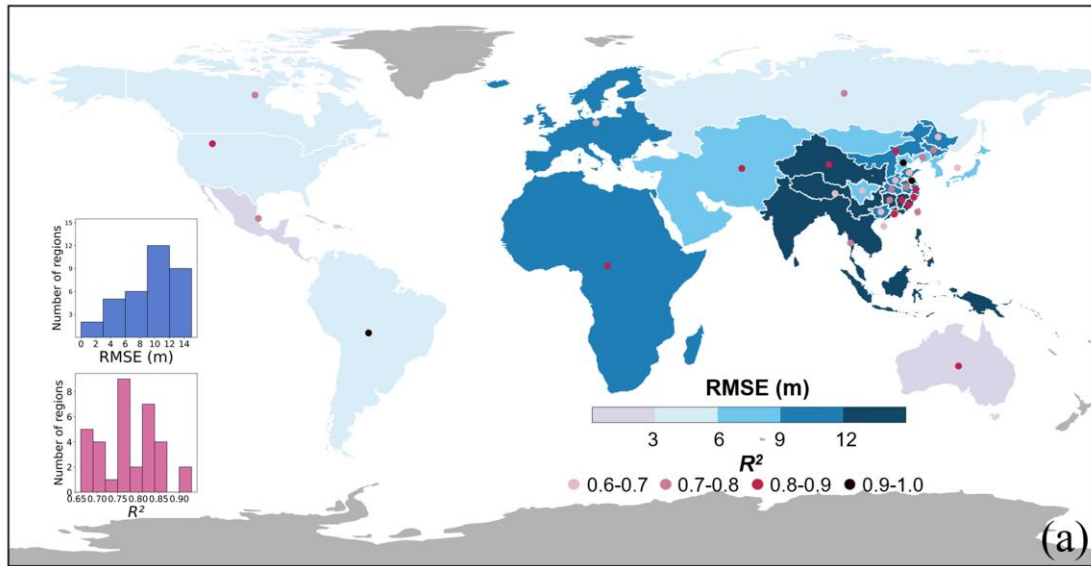 15
12
9
6
3
Number of regions
0 2 4 6 8 10 12 14
RMSE (m)
8
6
4
2
0
Number of regions
0.65 0.70 0.75 0.80 0.85 0.90
R²
RMSE (m)
3 6 9 12
R²
0.6-0.7 0.7-0.8 0.8-0.9 0.9-1.0
(a)